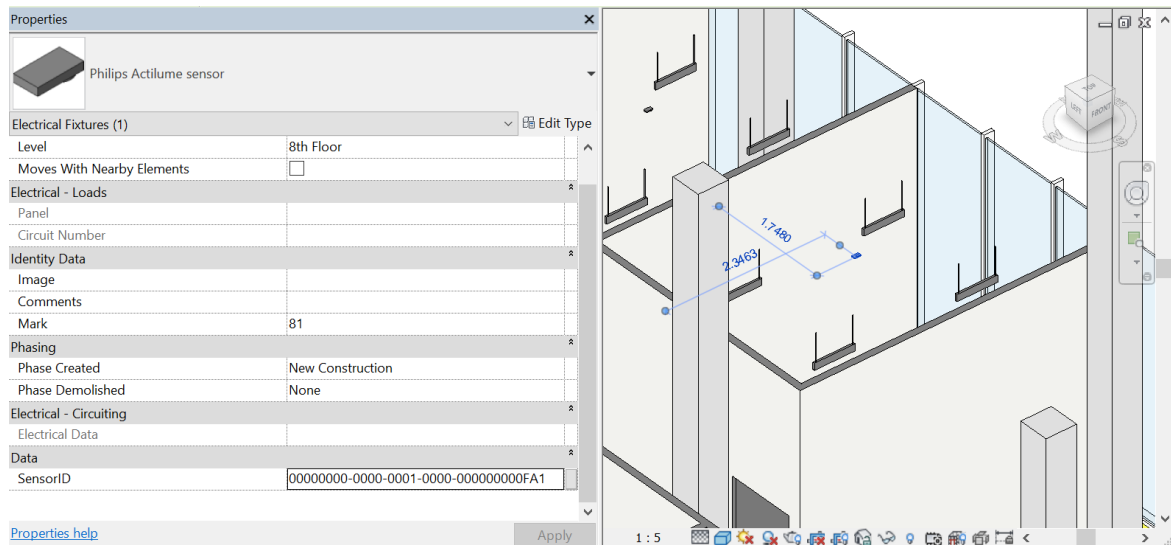 Properties
Philips Actilume sensor
Electrical Fixtures (1)
Edit Type
Level 8th Floor
Moves With Nearby Elements
Electrical - Loads
Panel
Circuit Number
Identity Data
Image
Comments
Mark 81
Phasing
Phase Created New Construction
Phase Demolished None
Electrical - Circuiting
Electrical Data
Data
SensorID 00000000-0000-0001-0000-000000000FA1
Properties help
Apply
TOP
LEFT
FRONT
W
S
1.7480
2.3463
1 : 5